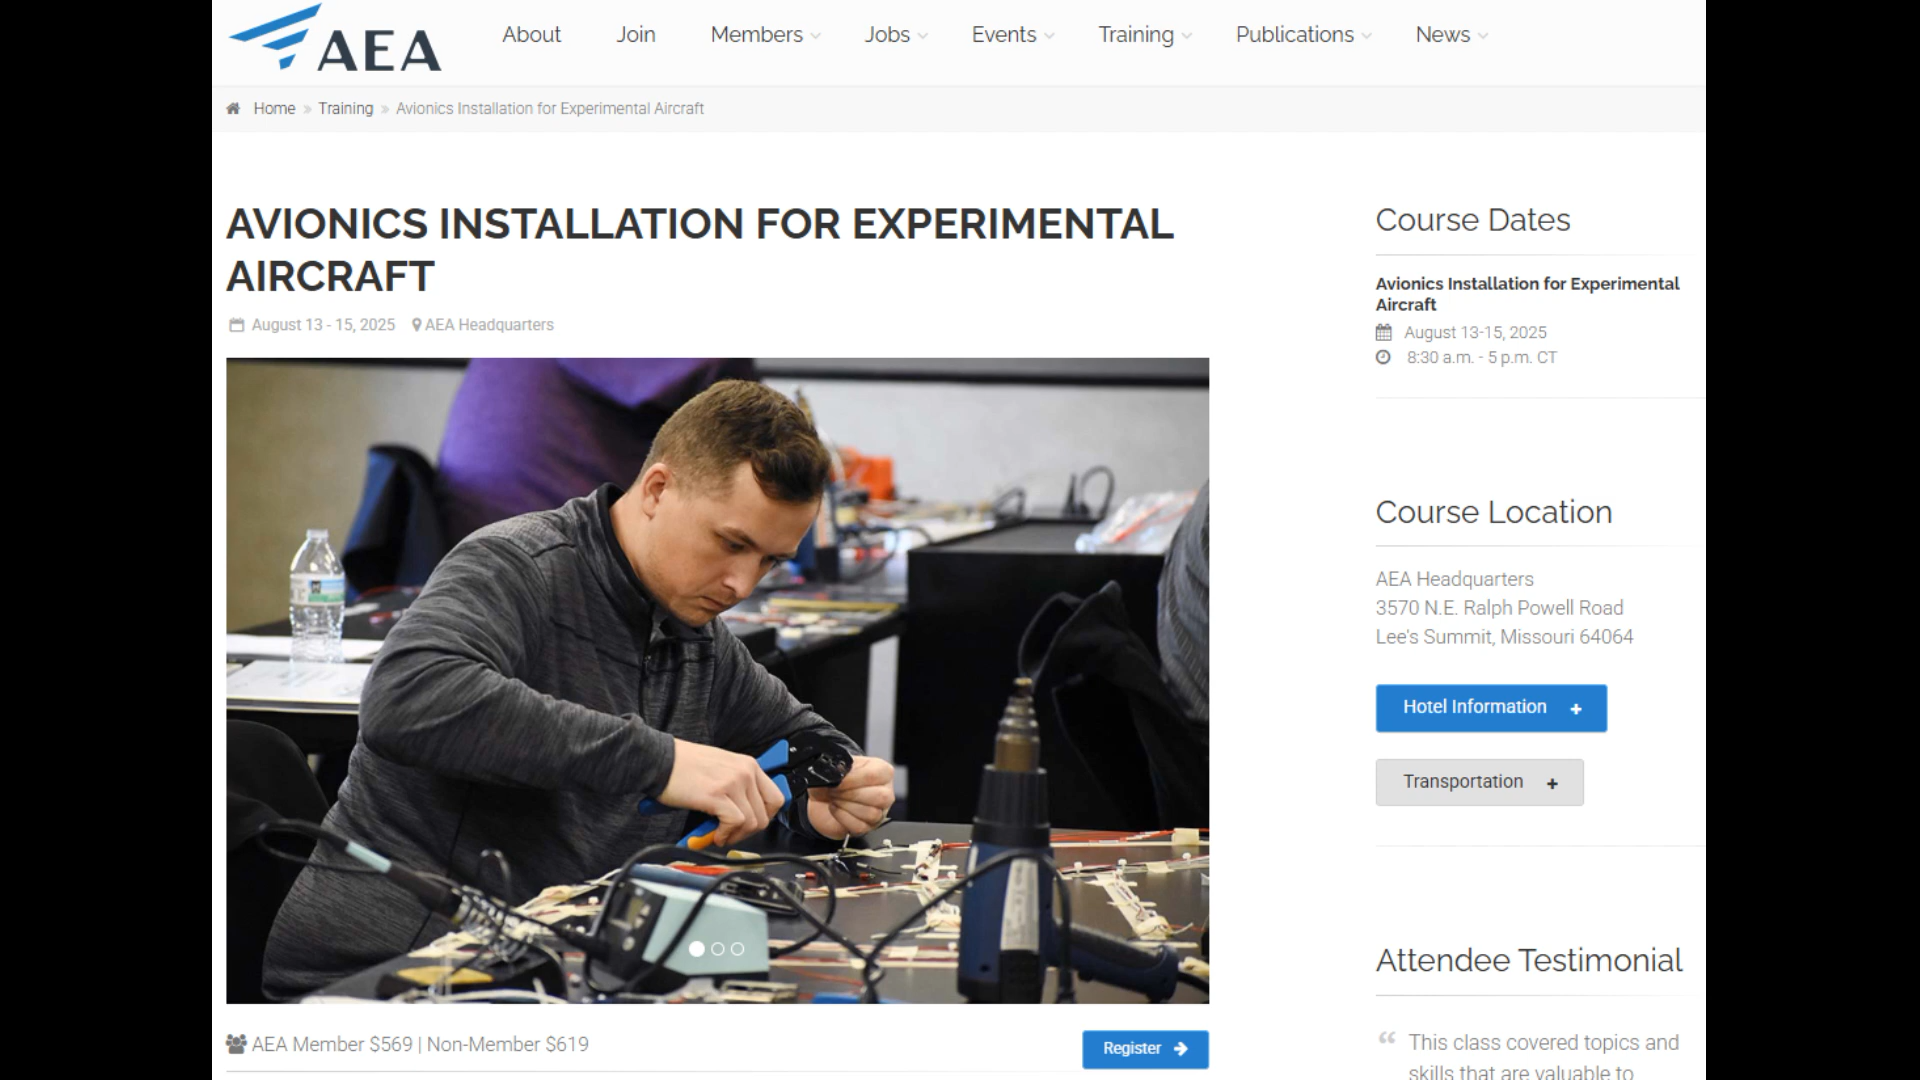 AEA
About
Join
Members
Jobs
Events
Training
Publications
News
Home » Training » Avionics Installation for Experimental Aircraft
AVIONICS INSTALLATION FOR EXPERIMENTAL
AIRCRAFT
August 13 - 15, 2025 AEA Headquarters
AEA Member $569 | Non-Member $619
Register
Course Dates
Avionics Installation for Experimental
Aircraft
August 13-15, 2025
8:30 a.m. - 5 p.m. CT
Course Location
AEA Headquarters
3570 N.E. Ralph Powell Road
Lee's Summit, Missouri 64064
Hotel Information +
Transportation +
Attendee Testimonial
“ This class covered topics and
skills that are valuable to